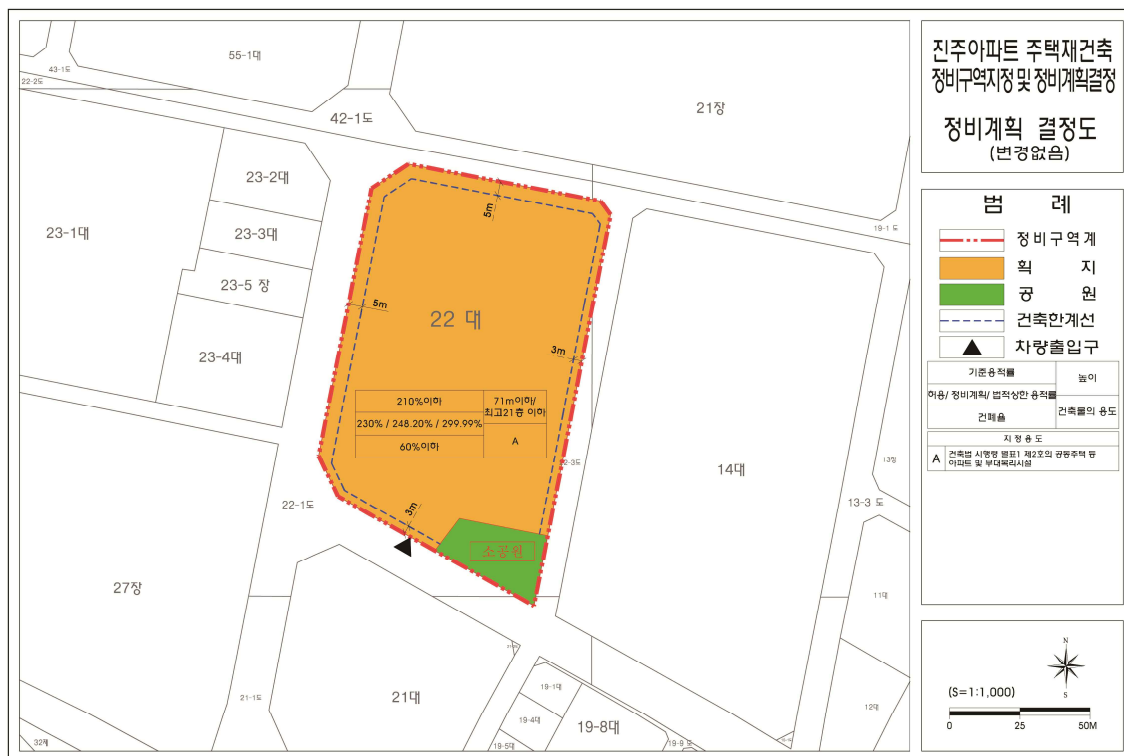 진주아파트 주택재건축
정비구역지정 및 정비계획결정
정비계획 결정도
(변경없음)
범 례
정비구역계
획 지
공 원
건축한계선
차량출입구
기준용적률
높이
허용/ 정비계획/ 법적상한 용적률
건폐율
건축물의 용도
지 정 용 도
A
건축법 시행령 별표1 제2호의 공동주택 중
아파트 및 부대복리시설
N
S
(S=1:1,000)
0 25 50M
55-1대
43-1도
22-2도
42-1도
21장
23-2대
23-1대
23-3대
23-5 장
23-4대
19-1 도
5m
5m
22 대
3m
210%이하
71m이하/
최고21층 이하
230% / 248.20% / 299.99%
A
60%이하
14대
13-3 도
22-1도
3m
소공원
27장
11대
21-1도
21대
19-1대
19-4대
19-8대
19-5대
19-9 도
12대